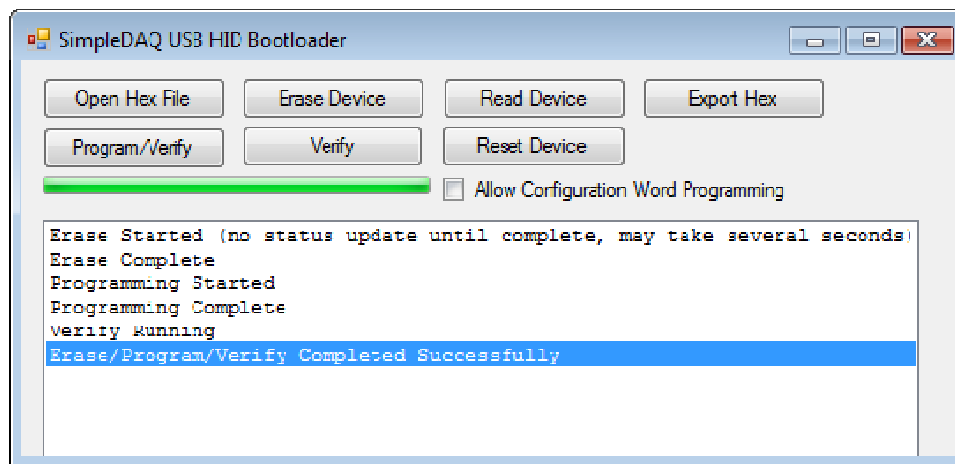 SimpleDAQ USB HID Bootloader
Open Hex File Erase Device Read Device Expot Hex
Program/Verify Verify Reset Device
Allow Configuration Word Programming
Erase Started (no status update until complete, may take several seconds)
Erase Complete
Programming Started
Programming Complete
Verify Running
Erase/Program/Verify Completed Successfully